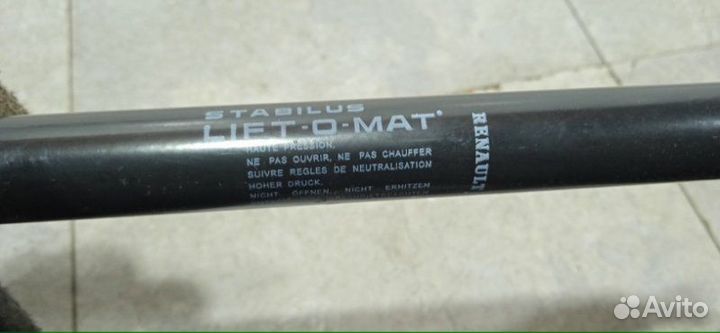 STABILUS
LIFT-O-MAT®
HAUTE PRESSION,
NE PAS OUVRIR, NE PAS CHAUFFER
SUIVRE REGLES DE NEUTRALISATION
HOHER DRUCK,
NICHT ÖFFNEN, NICHT ERHITZEN
RENAULT
Avito